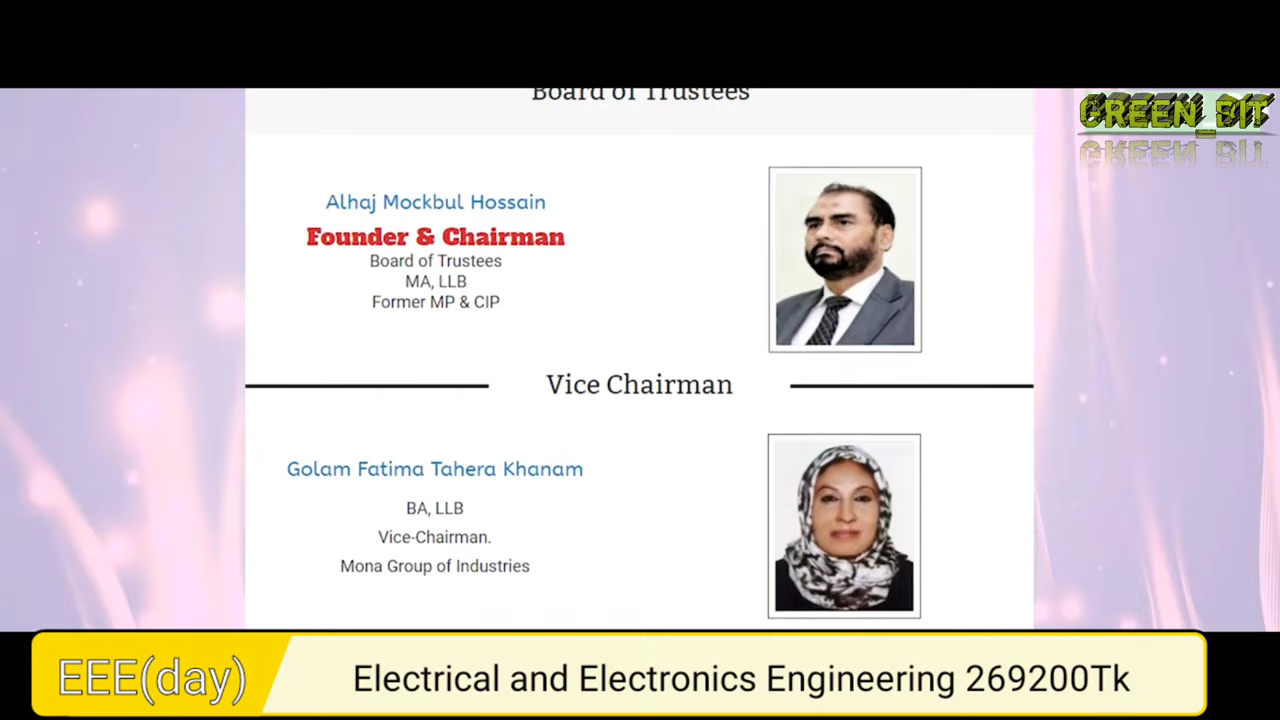 Board of Trustees
GREEN_BIT
Alhaj Mockbul Hossain
Founder & Chairman
Board of Trustees
MA, LLB
Former MP & CIP
Vice Chairman
Golam Fatima Tahera Khanam
BA, LLB
Vice-Chairman.
Mona Group of Industries
EEE(day)
Electrical and Electronics Engineering 269200Tk